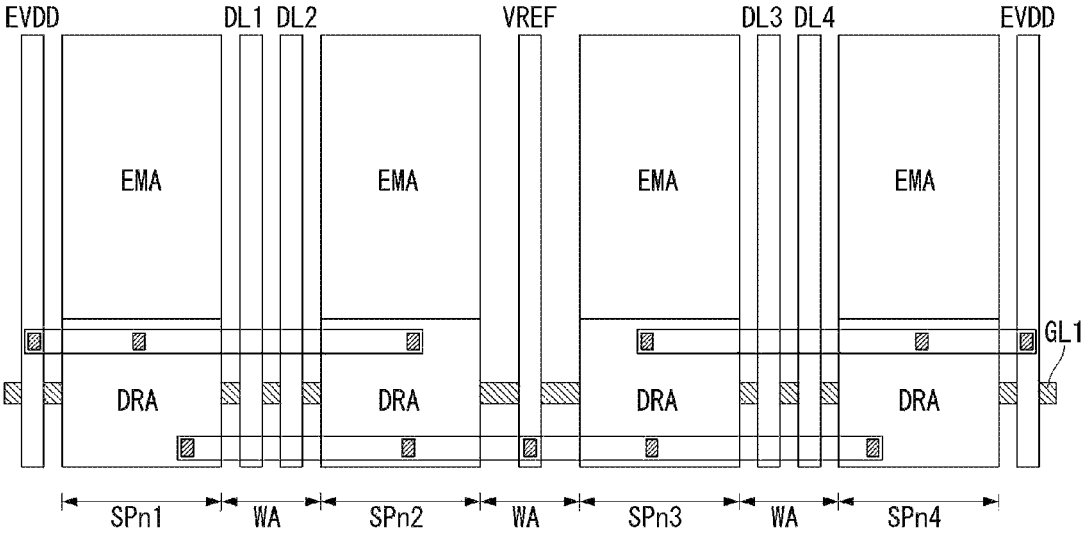 EVDD DL1 DL2 VREF DL3 DL4 EVDD
EMA EMA EMA EMA
GL1
DRA DRA DRA DRA
SPn1 WA SPn2 WA SPn3 WA SPn4